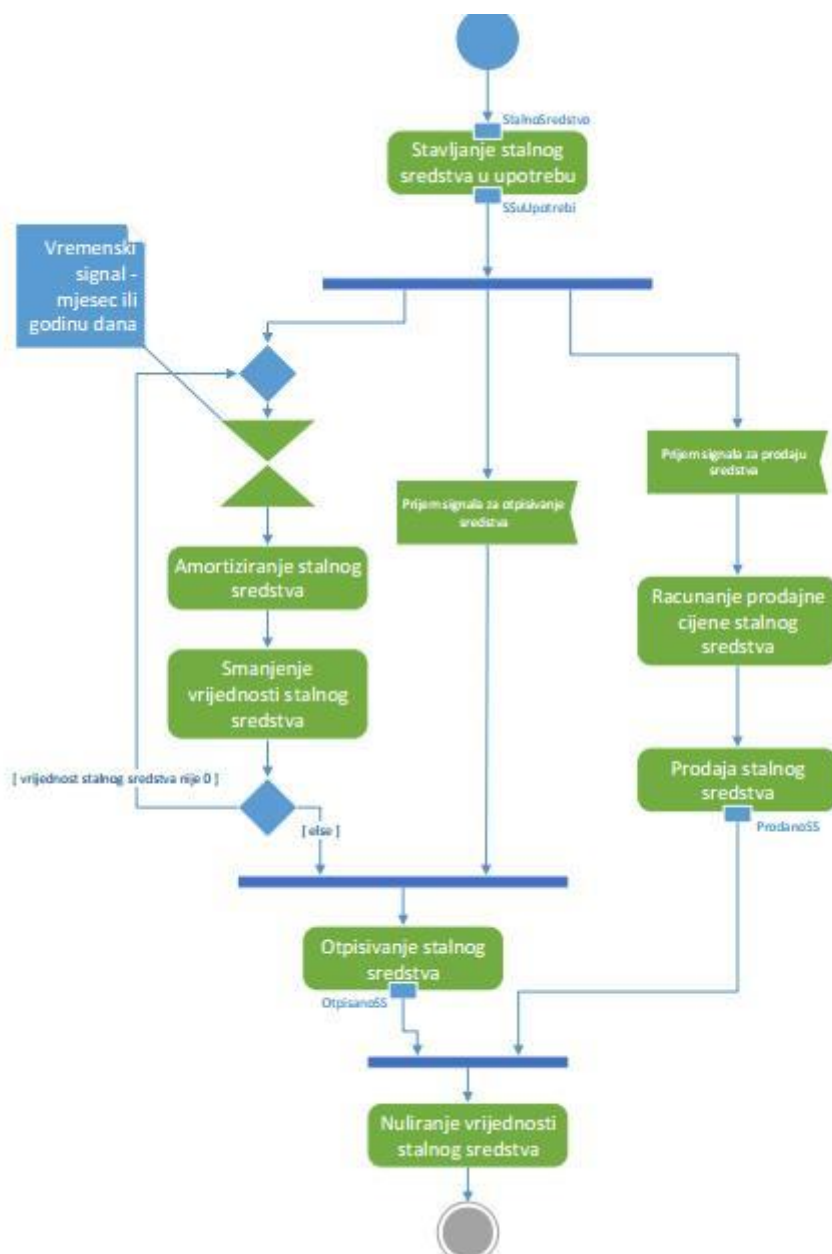 StalnoSredstvo
Stavljanje stalnog
sredstva u upotrebu
SSuUpotrebi
Vremenski
signal -
mjesec ili
godinu dana
Prijem signala za prodaju
sredstva
Prijem signala za otpisivanje
sredstva
Amortiziranje stalnog
sredstva
Racunanje prodajne
cijene stalnog
sredstva
Smanjenje
vrijednosti stalnog
sredstva
[ vrijednost stalnog sredstva nije 0 ]
Prodaja stalnog
sredstva
ProdanoSS
[ else ]
Otpisivanje stalnog
sredstva
OtpisanoSS
Nuliranje vrijednosti
stalnog sredstva